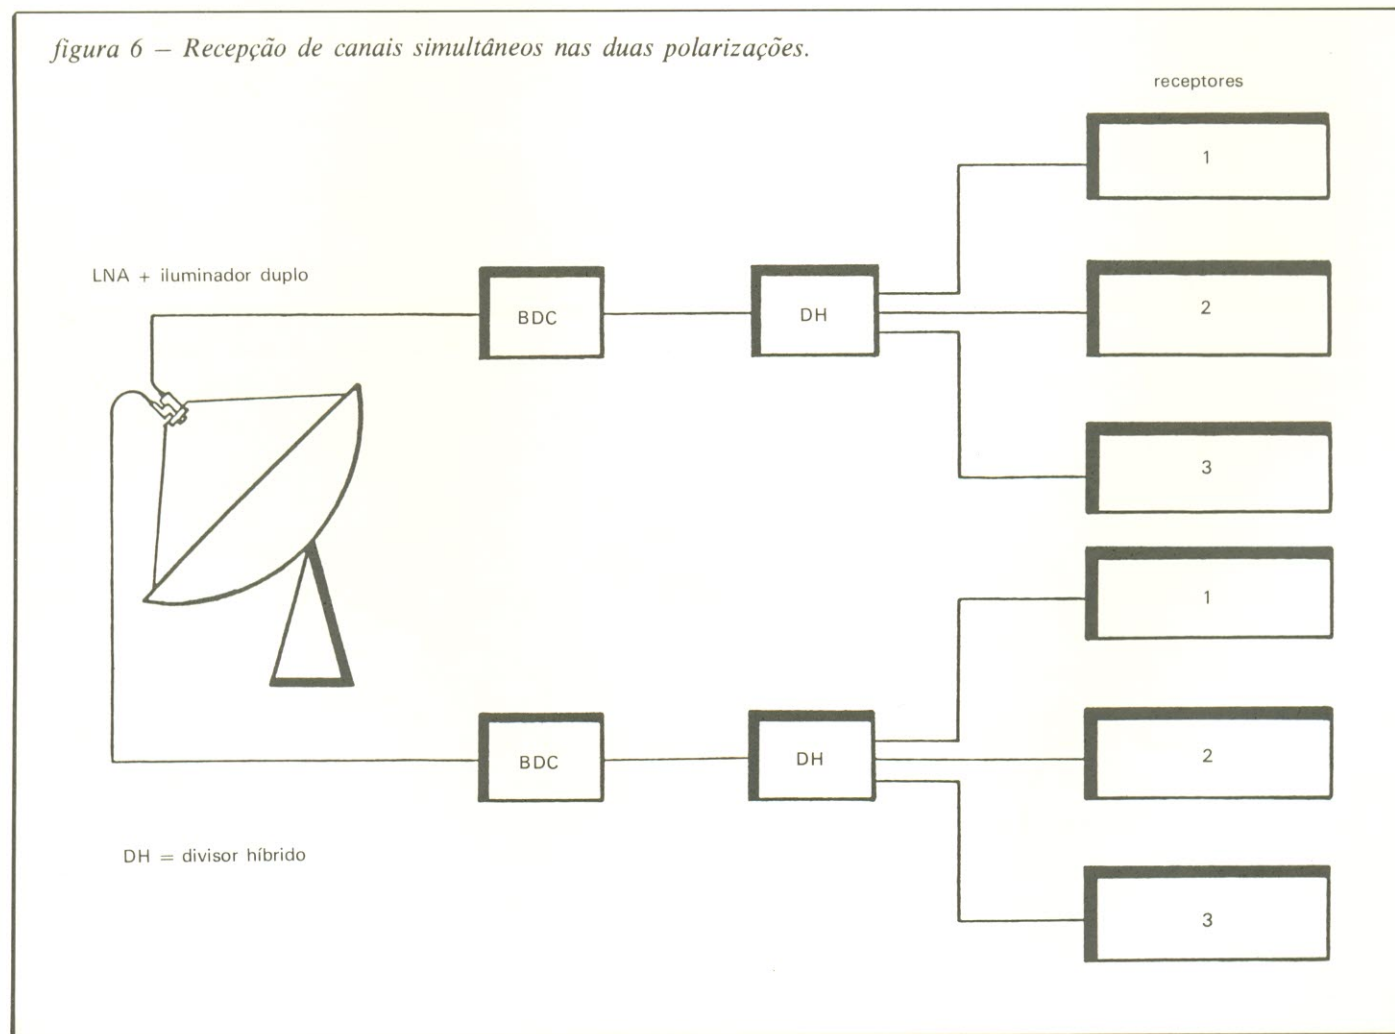 figura 6 — Recepção de canais simultâneos nas duas polarizações.
receptores
1
LNA + iluminador duplo
BDC
DH
2
3
1
BDC
DH
2
DH = divisor híbrido
3